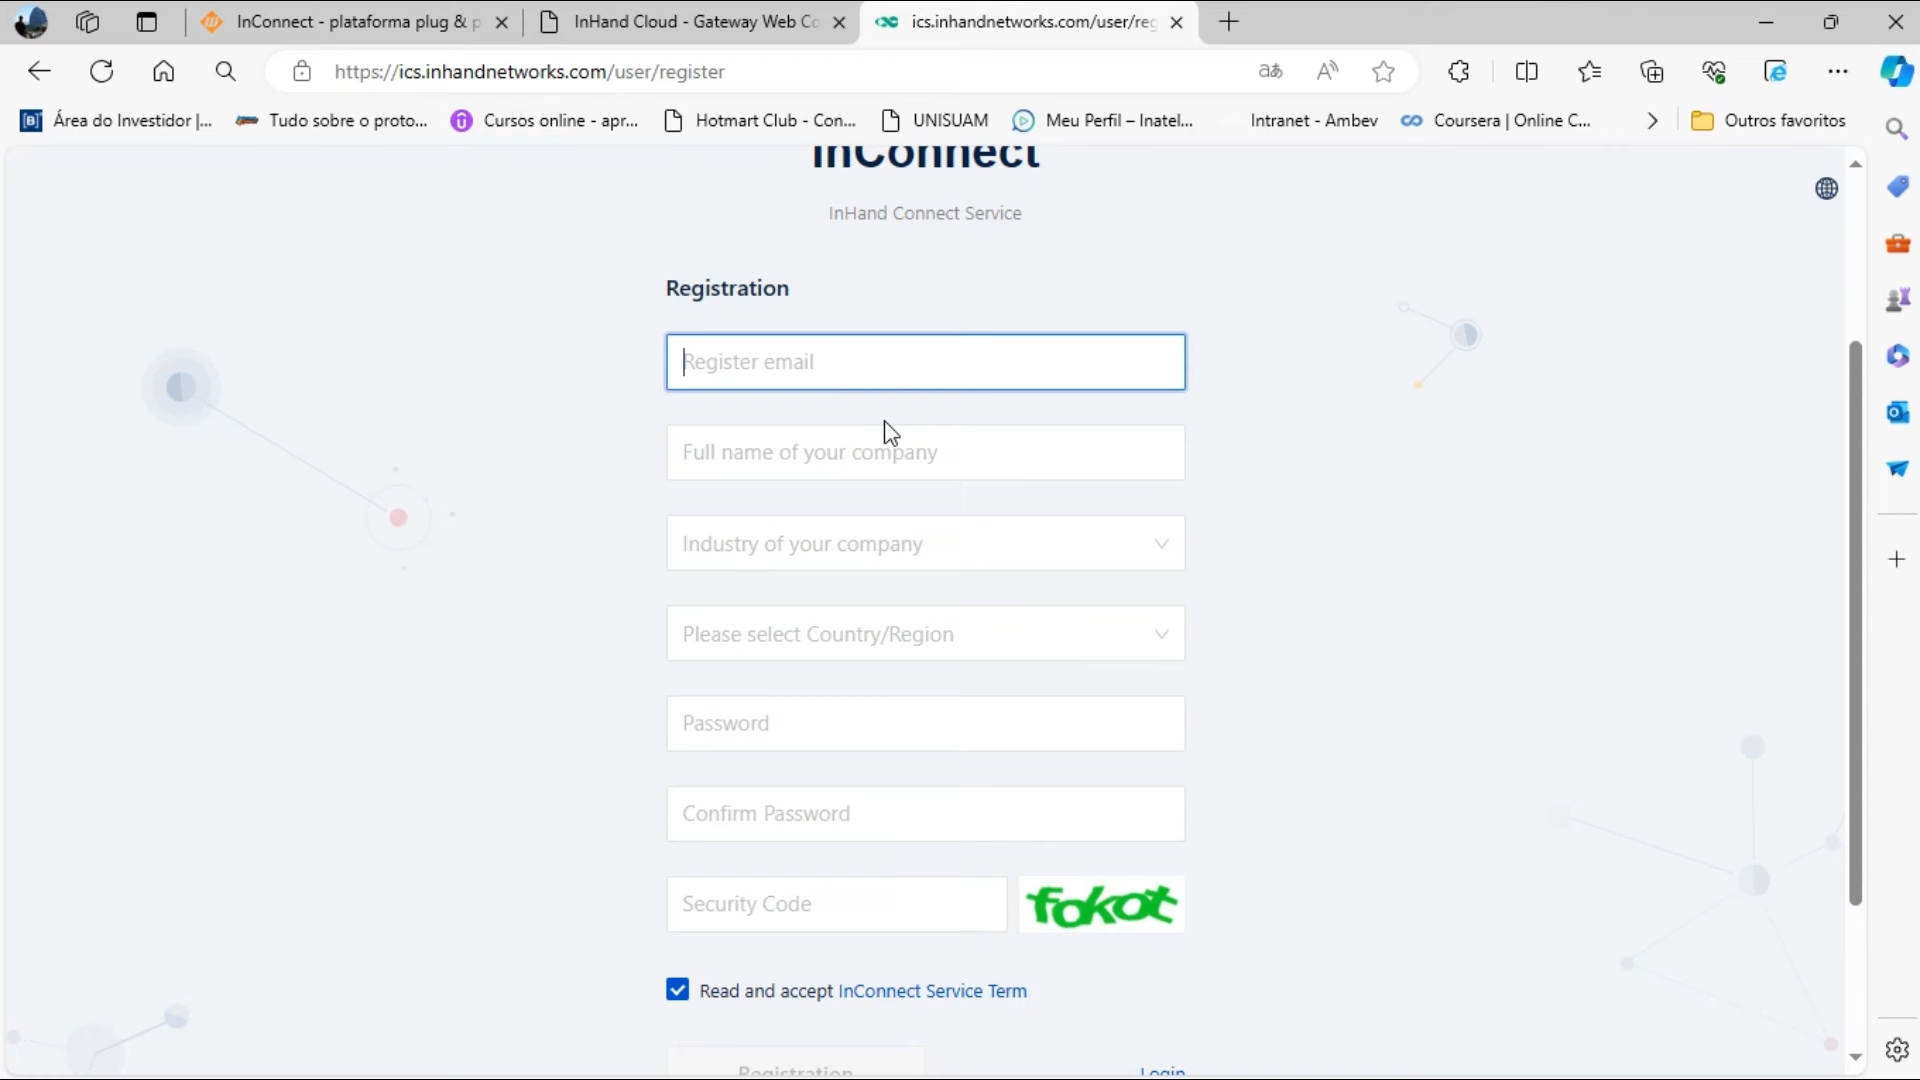 InConnect - plataforma plug & p
InHand Cloud - Gateway Web Co
ics.inhandnetworks.com/user/reg
https://ics.inhandnetworks.com/user/register
Área do Investidor |...
Tudo sobre o proto...
Cursos online - apr...
Hotmart Club - Con...
UNISUAM
Meu Perfil – Inatel...
Intranet - Ambev
Coursera | Online C...
Outros favoritos
InConnect
InHand Connect Service
Registration
Register email
Full name of your company
Industry of your company
Please select Country/Region
Password
Confirm Password
Security Code
fokot
Read and accept InConnect Service Term
Registration
Login